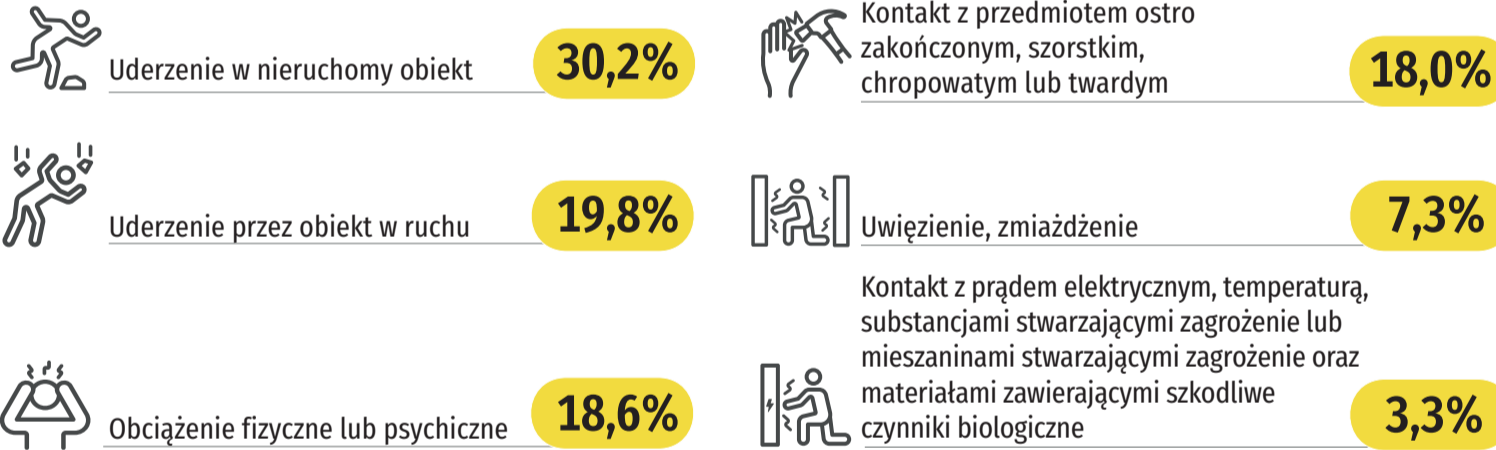 Uderzenie w nieruchomy obiekt 30,2%
Uderzenie przez obiekt w ruchu 19,8%
Obciążenie fizyczne lub psychiczne 18,6%
Kontakt z przedmiotem ostro
zakończonym, szorstkim,
chropowatym lub twardym 18,0%
Uwięzienie, zmiażdżenie 7,3%
Kontakt z prądem elektrycznym, temperaturą,
substancjami stwarzającymi zagrożenie lub
mieszaninami stwarzającymi zagrożenie oraz
materiałami zawierającymi szkodliwe
czynniki biologiczne 3,3%